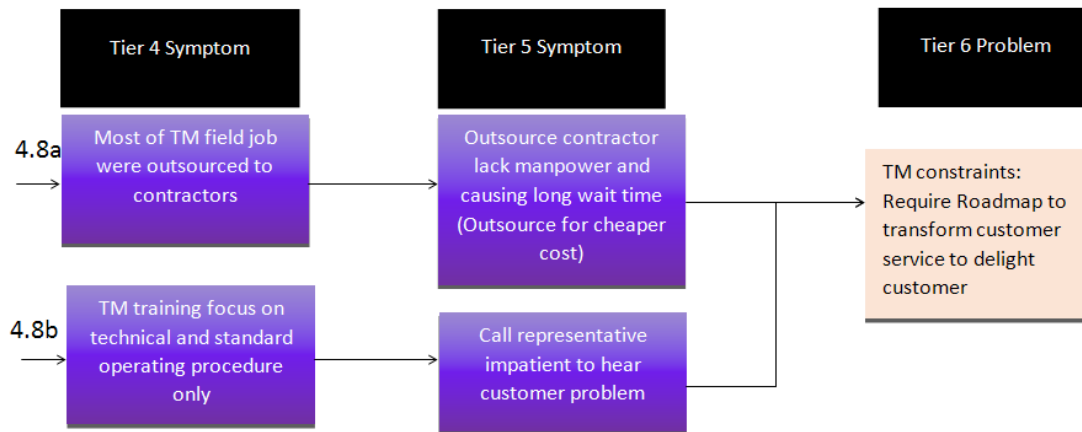 Tier 4 Symptom
Tier 5 Symptom
Tier 6 Problem
4.8a
Most of TM field job
were outsourced to
contractors
Outsource contractor
lack manpower and
causing long wait time
(Outsource for cheaper
cost)
TM constraints:
Require Roadmap to
transform customer
service to delight
customer
4.8b
TM training focus on
technical and standard
operating procedure
only
Call representative
impatient to hear
customer problem